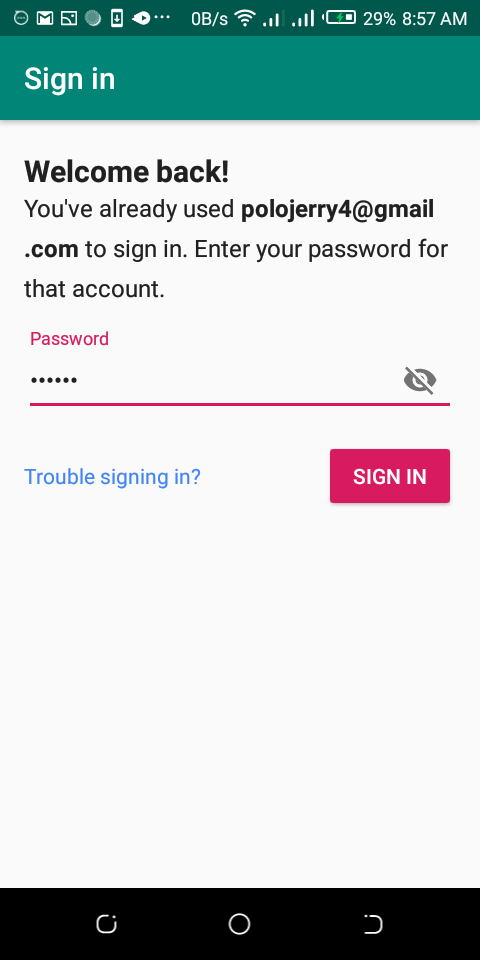 0B/s 29% 8:57 AM
Sign in
Welcome back!
You've already used polojerry4@gmail
.com to sign in. Enter your password for
that account.
Password
••••••
Trouble signing in?
SIGN IN